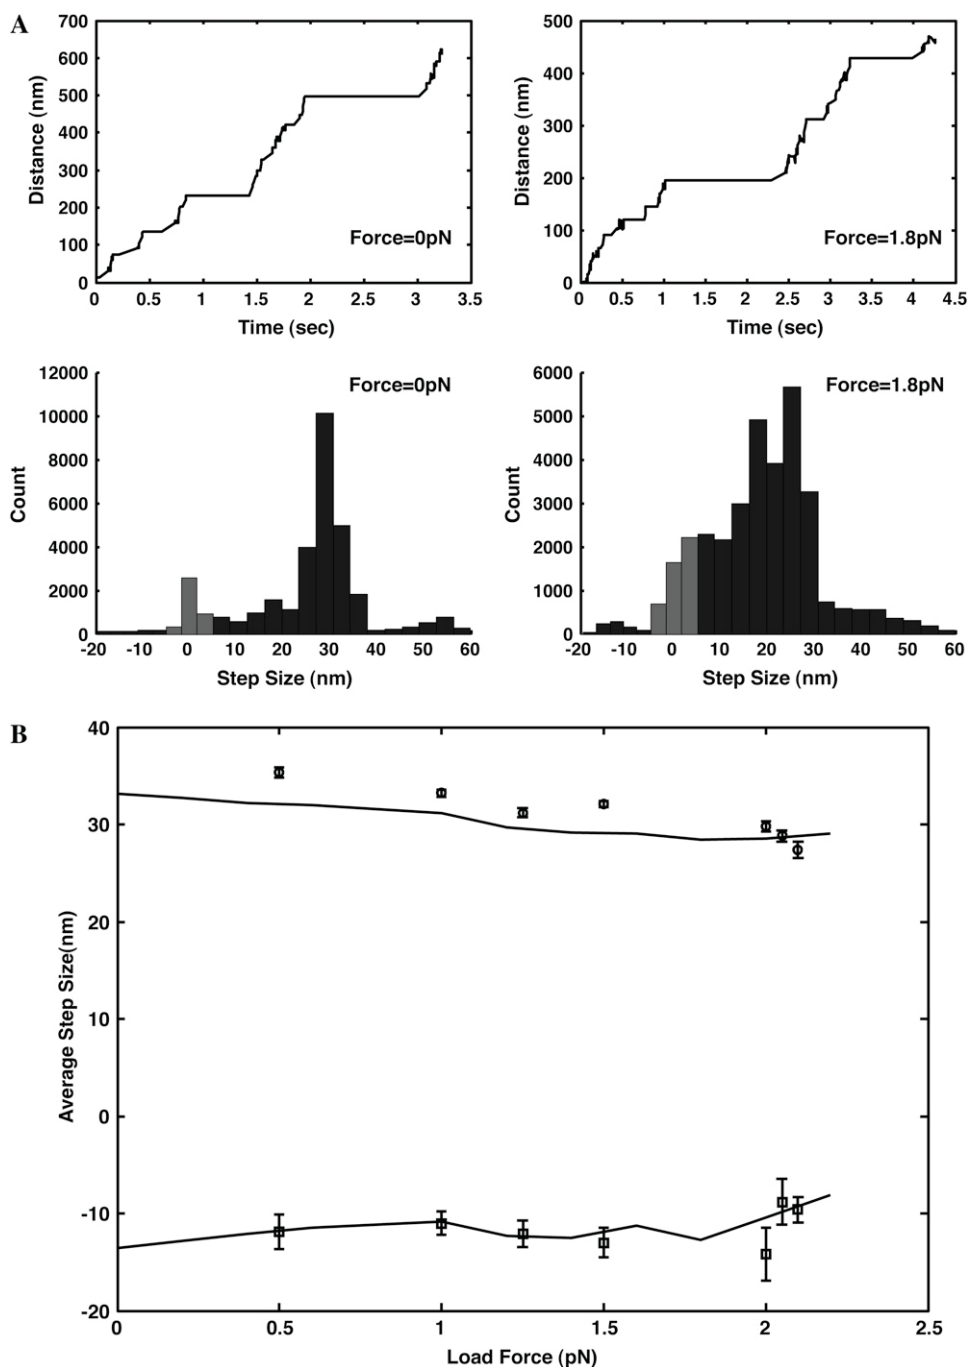 A
700
600
500
400
300
200
100
0
Distance (nm)
Force=0pN
0 0.5 1 1.5 2 2.5 3 3.5
Time (sec)
500
400
300
200
100
0
Distance (nm)
Force=1.8pN
0 0.5 1 1.5 2 2.5 3 3.5 4 4.5
Time (sec)
12000
10000
8000
6000
4000
2000
0
Count
Force=0pN
-20 -10 0 10 20 30 40 50 60
Step Size (nm)
6000
5000
4000
3000
2000
1000
0
Count
Force=1.8pN
-20 -10 0 10 20 30 40 50 60
Step Size (nm)
B
40
30
20
10
0
-10
-20
Average Step Size(nm)
0 0.5 1 1.5 2 2.5
Load Force (pN)